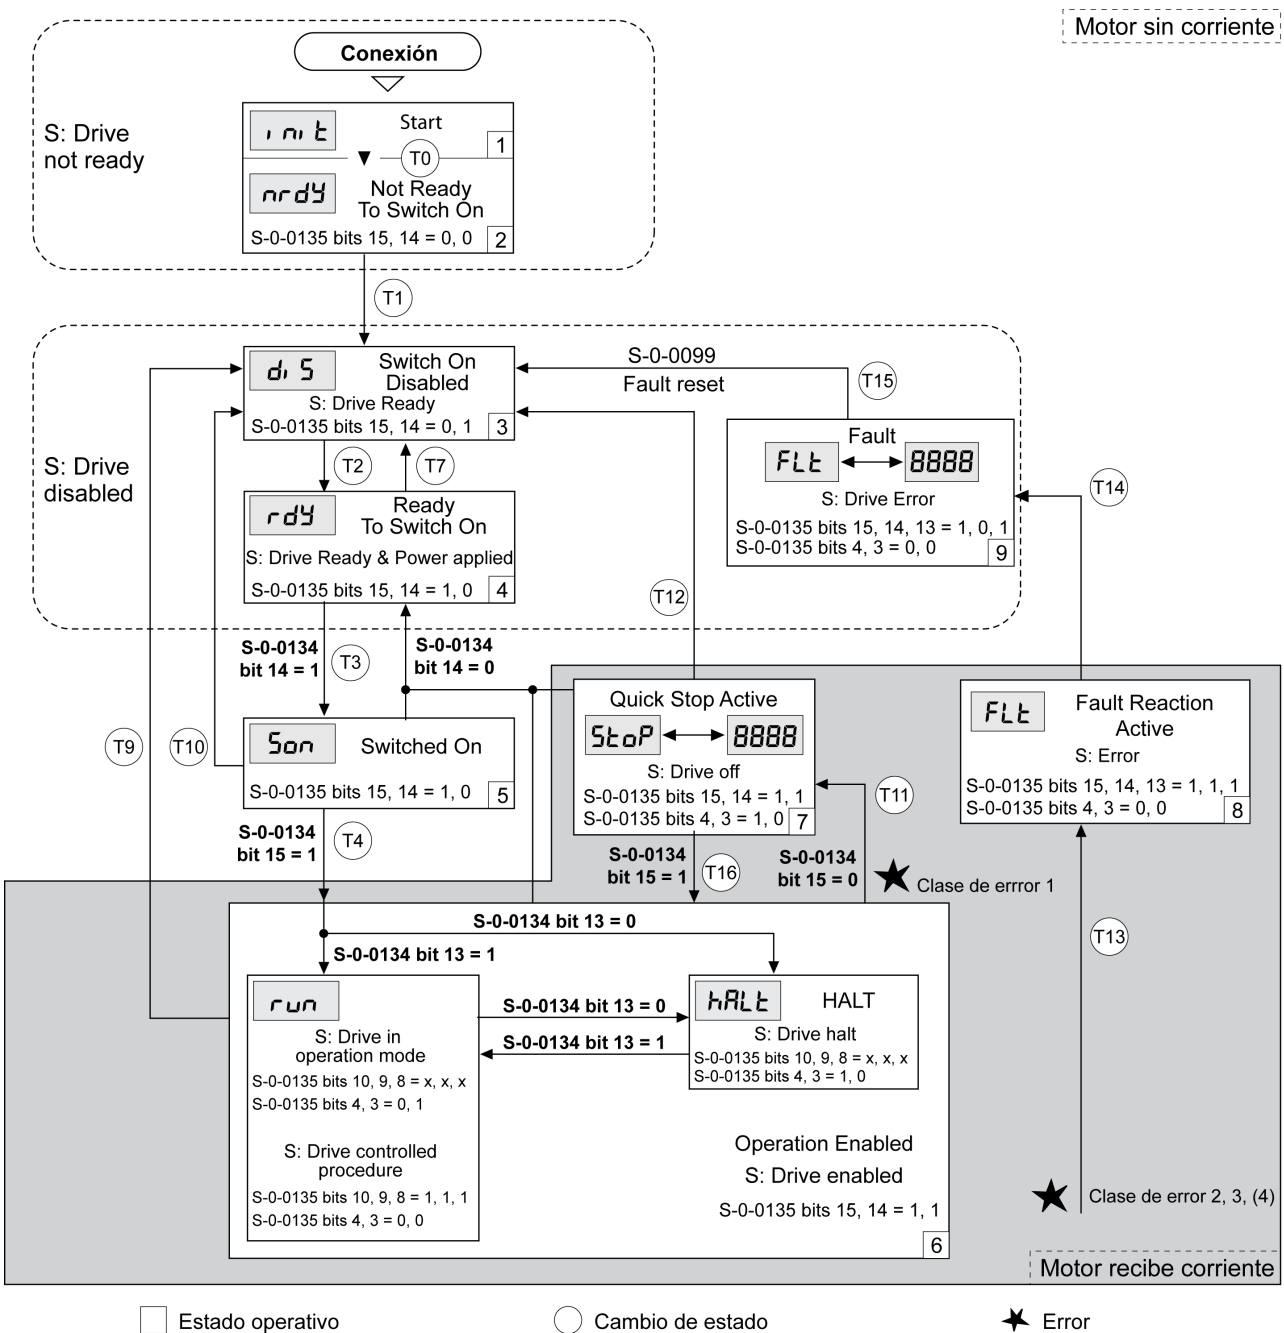 Motor sin corriente
Conexión
S: Drive
not ready
init
Start
1
T0
nrdy
Not Ready
To Switch On
S-0-0135 bits 15, 14 = 0, 0
2
T1
S: Drive
disabled
diS
Switch On
Disabled
S: Drive Ready
S-0-0135 bits 15, 14 = 0, 1
3
S-0-0099
Fault reset
T15
T2
T7
Fault
FLt
8888
S: Drive Error
S-0-0135 bits 15, 14, 13 = 1, 0, 1
S-0-0135 bits 4, 3 = 0, 0
9
T14
rdy
Ready
To Switch On
S: Drive Ready & Power applied
S-0-0135 bits 15, 14 = 1, 0
4
T12
S-0-0134
bit 14 = 1
T3
S-0-0134
bit 14 = 0
T9
T10
Son
Switched On
S-0-0135 bits 15, 14 = 1, 0
5
Quick Stop Active
StoP
8888
S: Drive off
S-0-0135 bits 15, 14 = 1, 1
S-0-0135 bits 4, 3 = 1, 0
7
T11
FLt
Fault Reaction
Active
S: Error
S-0-0135 bits 15, 14, 13 = 1, 1, 1
S-0-0135 bits 4, 3 = 0, 0
8
S-0-0134
bit 15 = 1
T4
S-0-0134
bit 15 = 1
T16
S-0-0134
bit 15 = 0
Clase de errror 1
T13
S-0-0134 bit 13 = 0
S-0-0134 bit 13 = 1
run
S: Drive in
operation mode
S-0-0135 bits 10, 9, 8 = x, x, x
S-0-0135 bits 4, 3 = 0, 1
S: Drive controlled
procedure
S-0-0135 bits 10, 9, 8 = 1, 1, 1
S-0-0135 bits 4, 3 = 0, 0
S-0-0134 bit 13 = 0
S-0-0134 bit 13 = 1
hALt
HALT
S: Drive halt
S-0-0135 bits 10, 9, 8 = x, x, x
S-0-0135 bits 4, 3 = 1, 0
Operation Enabled
S: Drive enabled
S-0-0135 bits 15, 14 = 1, 1
6
Clase de error 2, 3, (4)
Motor recibe corriente
Estado operativo
Cambio de estado
Error